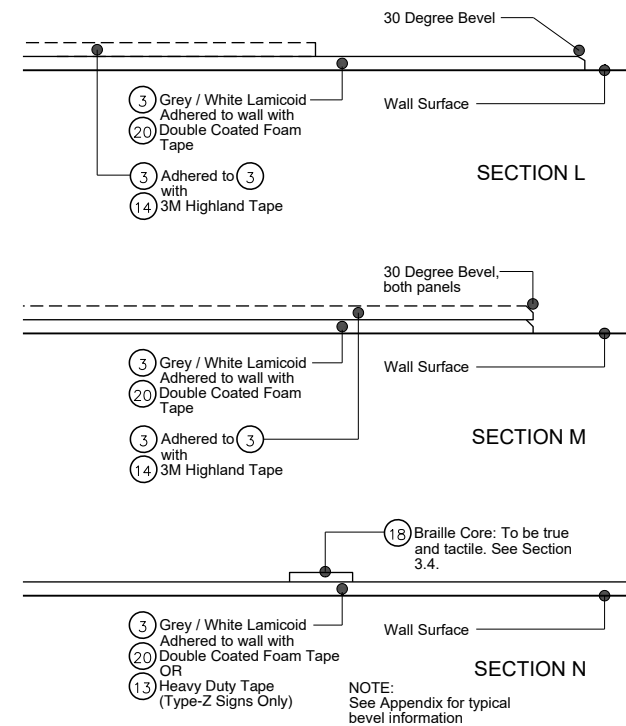 30 Degree Bevel
3 Grey / White Lamicoid
Adhered to wall with
20 Double Coated Foam
Tape
Wall Surface
3 Adhered to 3
with
14 3M Highland Tape
SECTION L
30 Degree Bevel,
both panels
3 Grey / White Lamicoid
Adhered to wall with
20 Double Coated Foam
Tape
Wall Surface
3 Adhered to 3
with
14 3M Highland Tape
SECTION M
18 Braille Core: To be true
and tactile. See Section
3.4.
3 Grey / White Lamicoid
Adhered to wall with
20 Double Coated Foam Tape
OR
13 Heavy Duty Tape
(Type-Z Signs Only)
Wall Surface
SECTION N
NOTE:
See Appendix for typical
bevel information